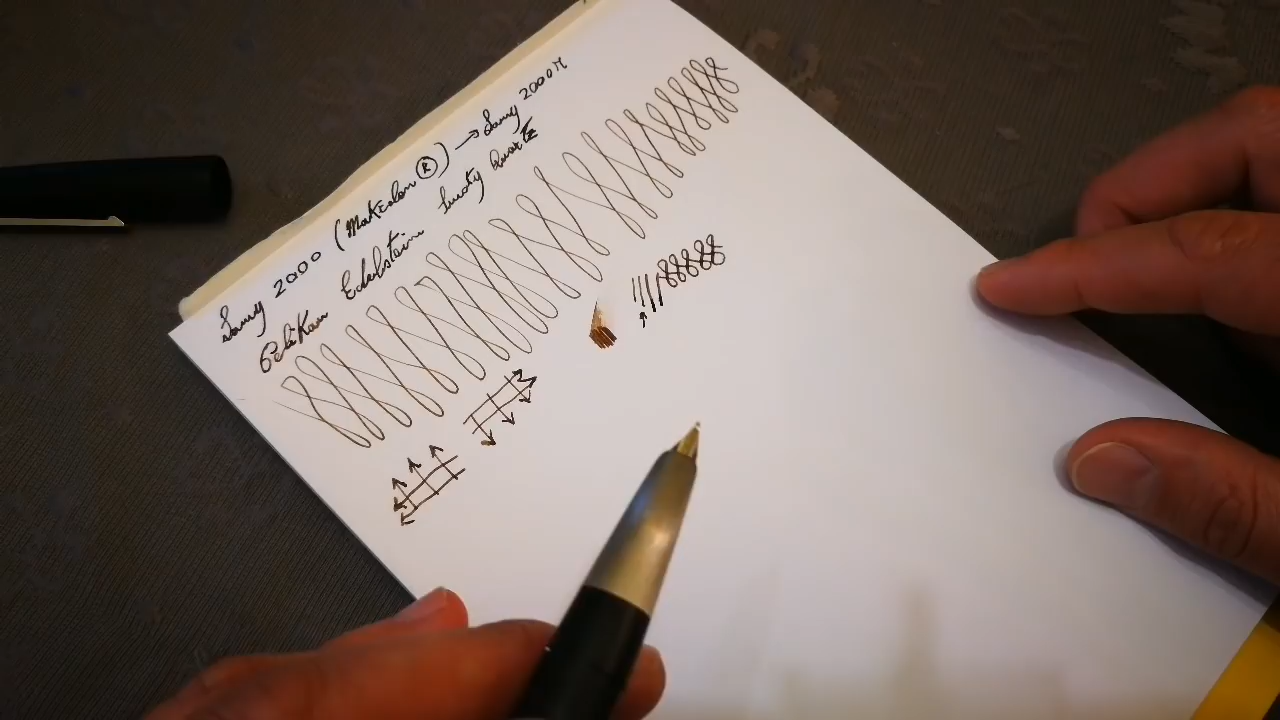 Lamy 2000 (Makrolon ®) → Lamy 2000M
Pelikan Edelstein Smoky Quartz